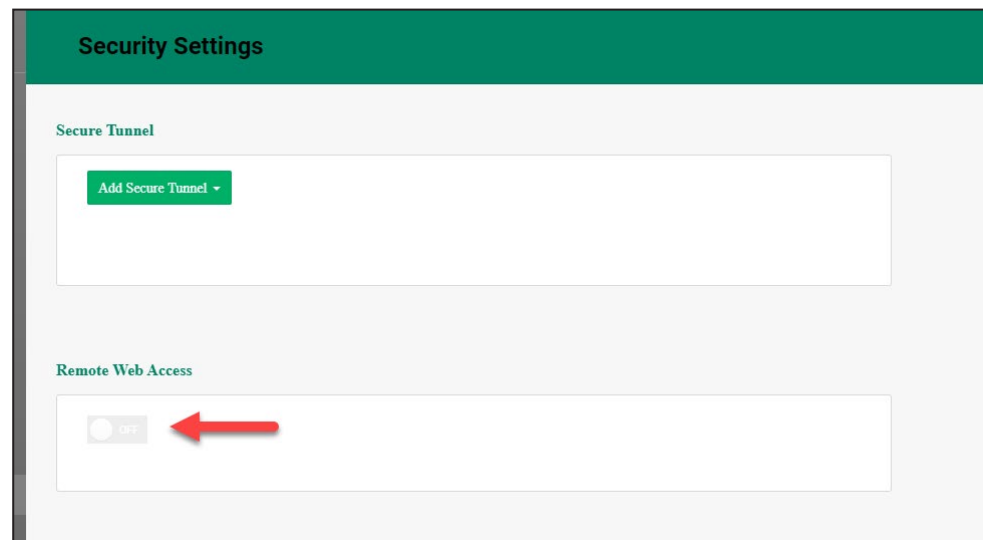 Security Settings
Secure Tunnel
Add Secure Tunnel
Remote Web Access
OFF